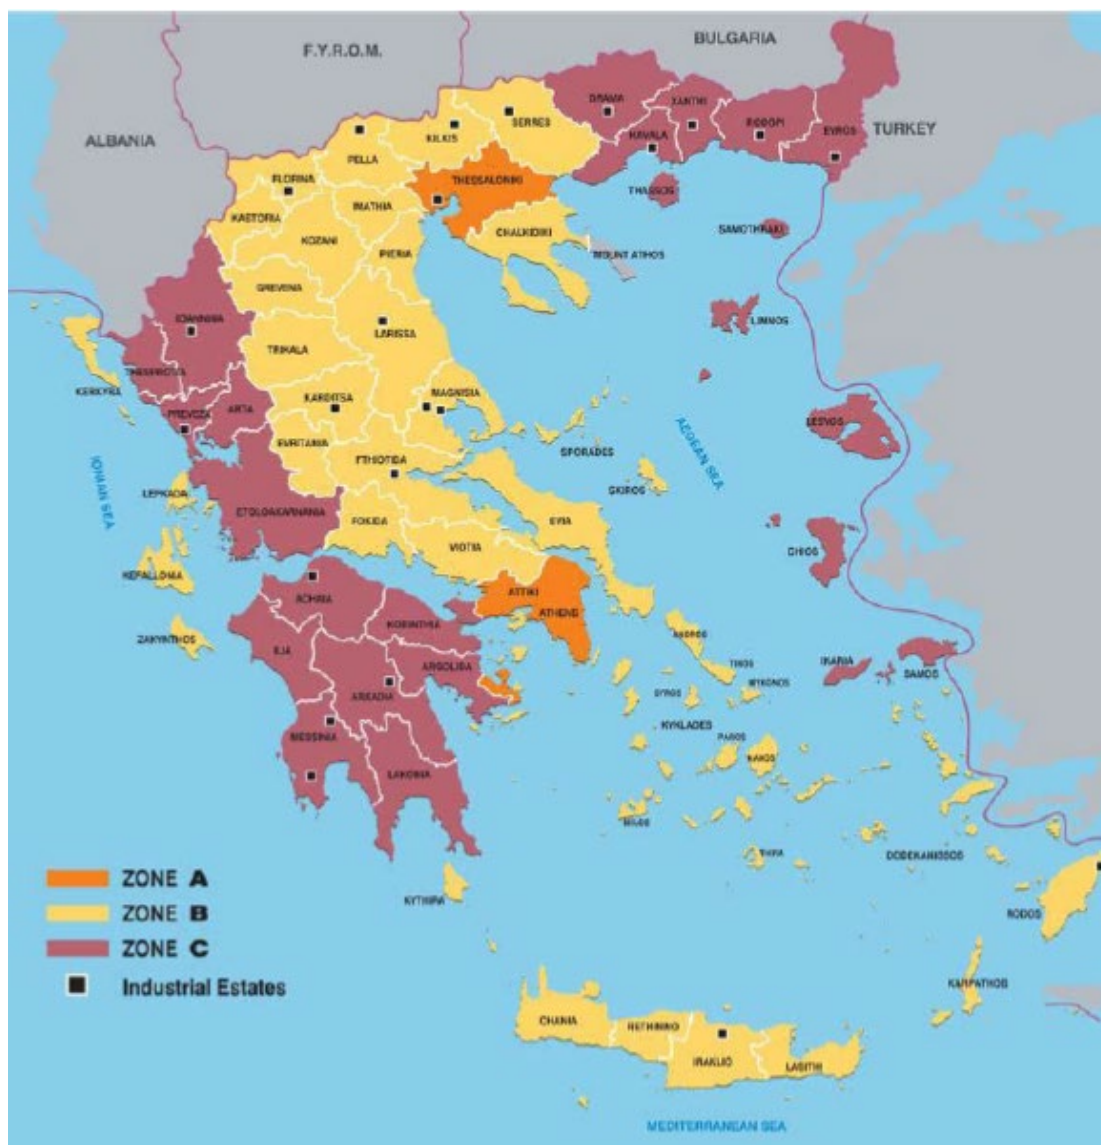 BULGARIA
F.Y.R.O.M.
ALBANIA
TURKEY
DRAMA
XANTHI
SERRES
KILKIS
KAVALA
RODOPI
EVROS
PELLA
FLORINA
THESSALONIKI
THASSOS
IMATHIA
KASTORIA
KOZANI
CHALKIDIKI
SAMOTHRAKI
PIERIA
MOUNT ATHOS
GREVENA
IOANNINA
LARISSA
LIMNOS
TRIKALA
THESPROTIA
KERKYRA
KARDITSA
MAGNISIA
PREVEZA
ARTA
LESVOS
EVRITANIA
SPORADES
AEGEAN SEA
FTHIOTIDA
IONIAN SEA
LEFKADA
SKIROS
ETOLOAKARNANIA
FOKIDA
EVIA
VIOTIA
CHIOS
KEFALLONIA
ATTIKI
ACHAIA
ATHENS
KORINTHIA
ZAKYNTHOS
ANDROS
ILIA
ARGOLIDA
TINOS
IKARIA
SAMOS
ARKADIA
SYROS
MYKONOS
KYKLADES
MESSINIA
PAROS
NAXOS
LAKONIA
MILOS
THIRA
DODEKANISSOS
ZONE A
KYTHIRA
ZONE B
RODOS
ZONE C
Industrial Estates
KARPATHOS
CHANIA
RETHIMNO
IRAKLIO
LASITHI
MEDITERRANEAN SEA